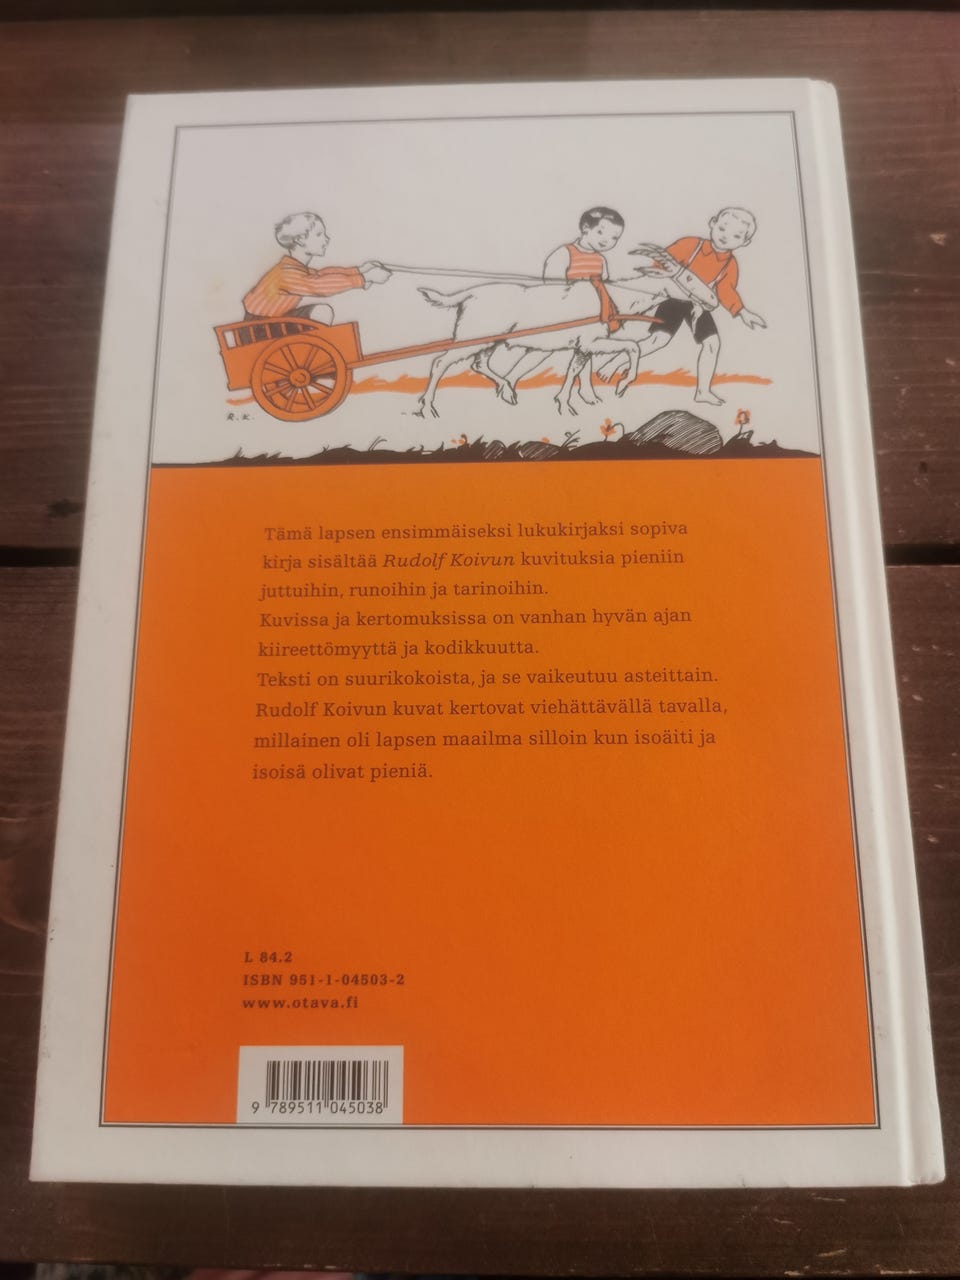 R. K.
Tämä lapsen ensimmäiseksi lukukirjaksi sopiva
kirja sisältää Rudolf Koivun kuvituksia pieniin
juttuihin, runoihin ja tarinoihin.
Kuvissa ja kertomuksissa on vanhan hyvän ajan
kiireettömyyttä ja kodikkuutta.
Teksti on suurikokoista, ja se vaikeutuu asteittain.
Rudolf Koivun kuvat kertovat viehättävällä tavalla,
millainen oli lapsen maailma silloin kun isoäiti ja
isoisä olivat pieniä.
L 84.2
ISBN 951-1-04503-2
www.otava.fi
9 789511 045038